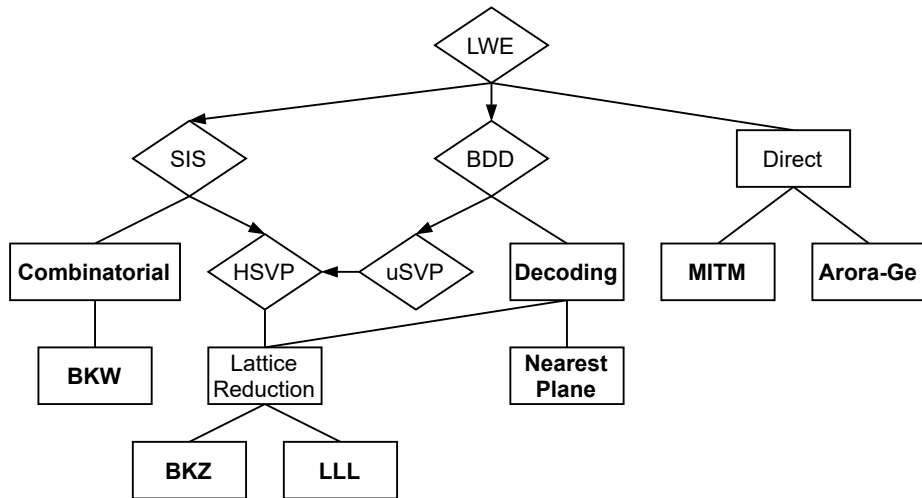 LWE
SIS
BDD
Direct
Combinatorial
HSVP
uSVP
Decoding
MITM
Arora-Ge
BKW
Lattice
Reduction
Nearest
Plane
BKZ
LLL